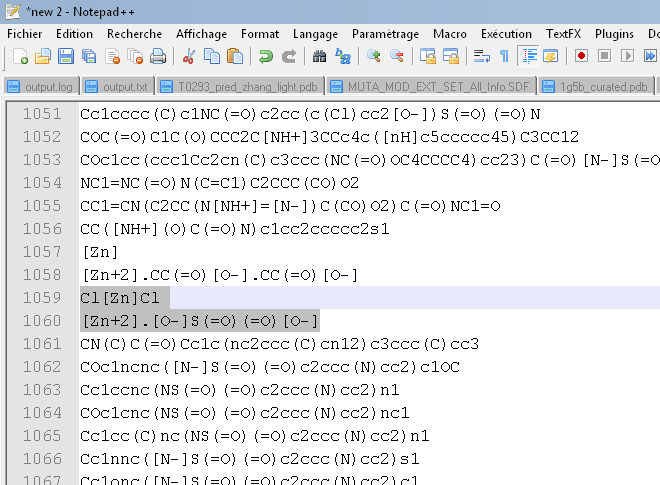 *new 2 - Notepad++
Fichier Edition Recherche Affichage Format Langage Paramétrage Macro Exécution TextFX Plugins Do
output.log output.txt T0293_pred_zhang_light.pdb MUTA_MOD_EXT_SET_All_Info.SDF 1g5b_curated.pdb
1051 Cc1cccc(C)c1NC(=O)c2cc(c(Cl)cc2[O-])S(=O)(=O)N
1052 COC(=O)C1C(O)CCC2C[NH+]3CCc4c([nH]c5ccccc45)C3CC12
1053 COc1cc(ccc1Cc2cn(C)c3ccc(NC(=O)OC4CCCC4)cc23)C(=O)[N-]S(=O
1054 NC1=NC(=O)N(C=C1)C2CCC(CO)O2
1055 CC1=CN(C2CC(N[NH+]=[N-])C(CO)O2)C(=O)NC1=O
1056 CC([NH+](O)C(=O)N)c1cc2ccccc2s1
1057 [Zn]
1058 [Zn+2].CC(=O)[O-].CC(=O)[O-]
1059 Cl[Zn]Cl
1060 [Zn+2].[O-]S(=O)(=O)[O-]
1061 CN(C)C(=O)Cc1c(nc2ccc(C)cn12)c3ccc(C)cc3
1062 COc1ncnc([N-]S(=O)(=O)c2ccc(N)cc2)c1OC
1063 Cc1ccnc(NS(=O)(=O)c2ccc(N)cc2)n1
1064 COc1cnc(NS(=O)(=O)c2ccc(N)cc2)nc1
1065 Cc1cc(C)nc(NS(=O)(=O)c2ccc(N)cc2)n1
1066 Cc1nnc([N-]S(=O)(=O)c2ccc(N)cc2)s1
1067 Cc1onc([N-]S(=O)(=O)c2ccc(N)cc2)c1